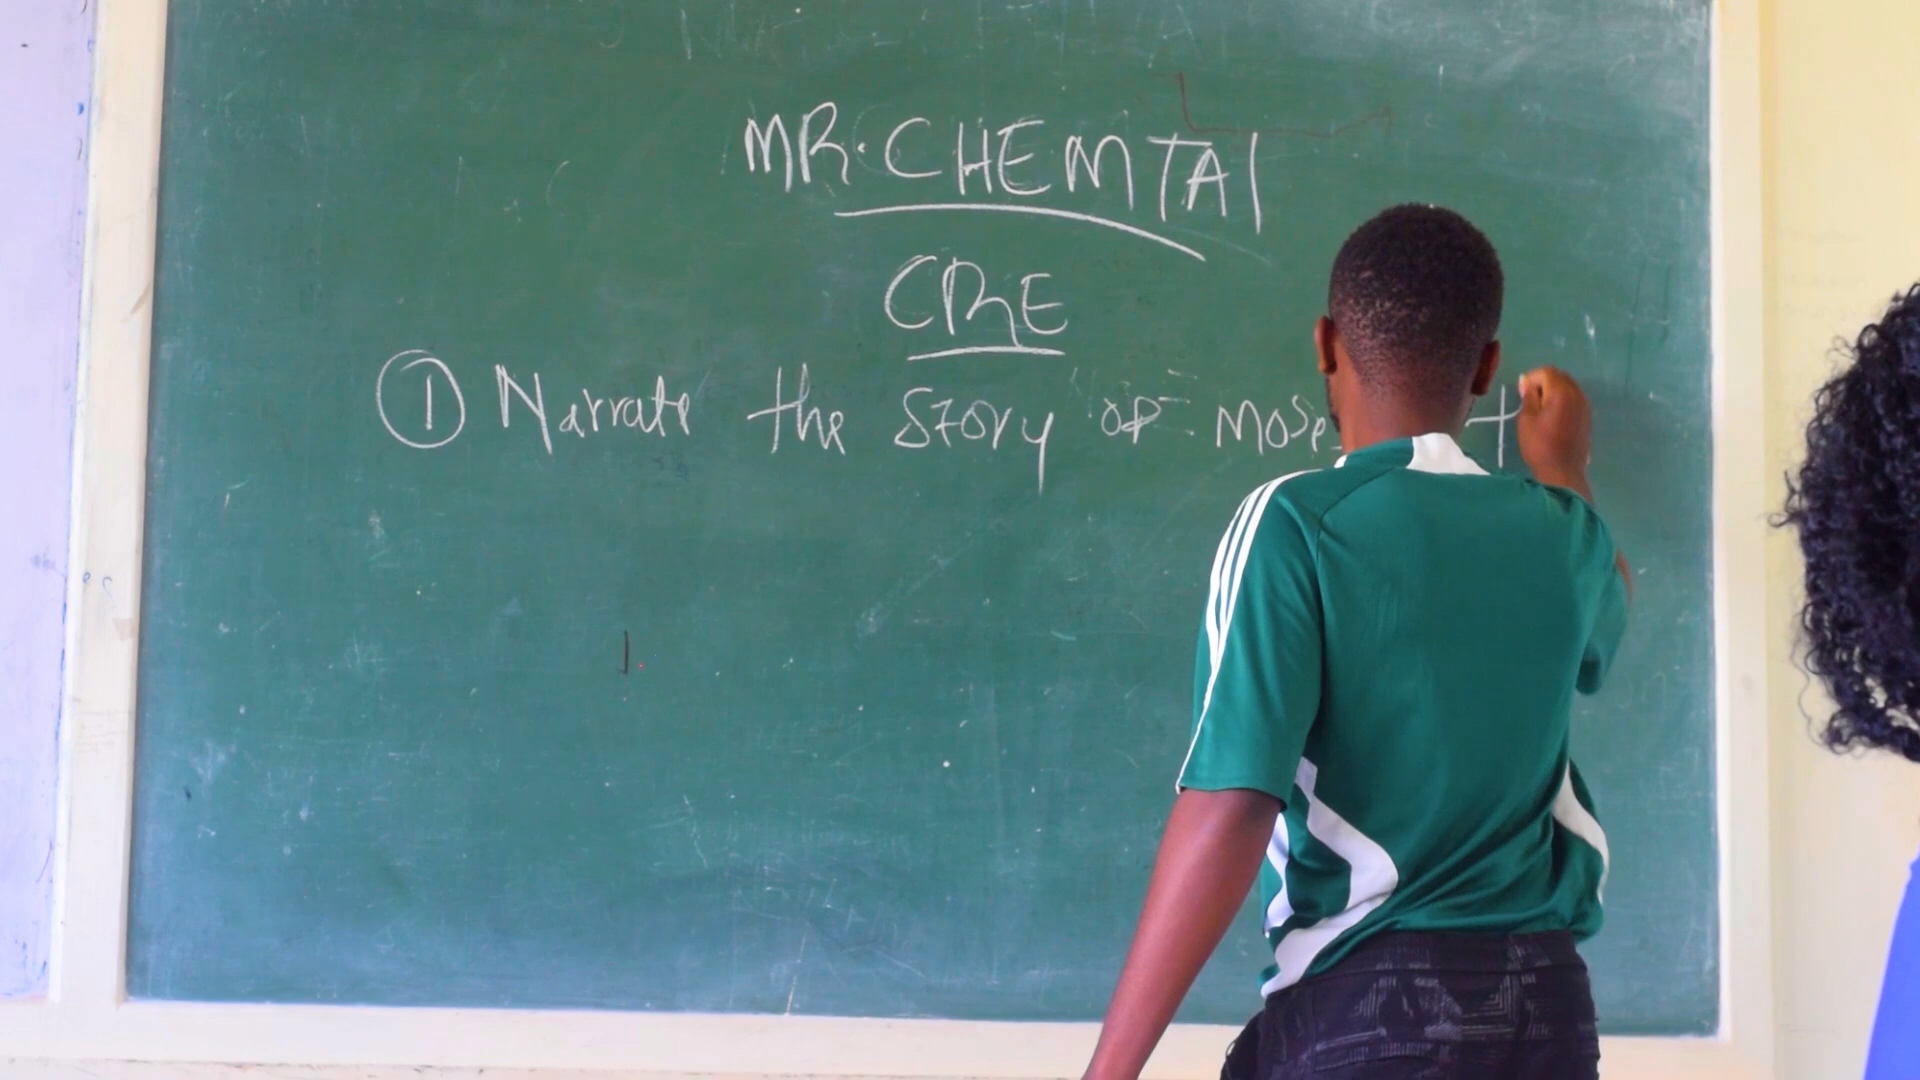 MR. CHEMTAI
CRE
① Narrate the story of Mose